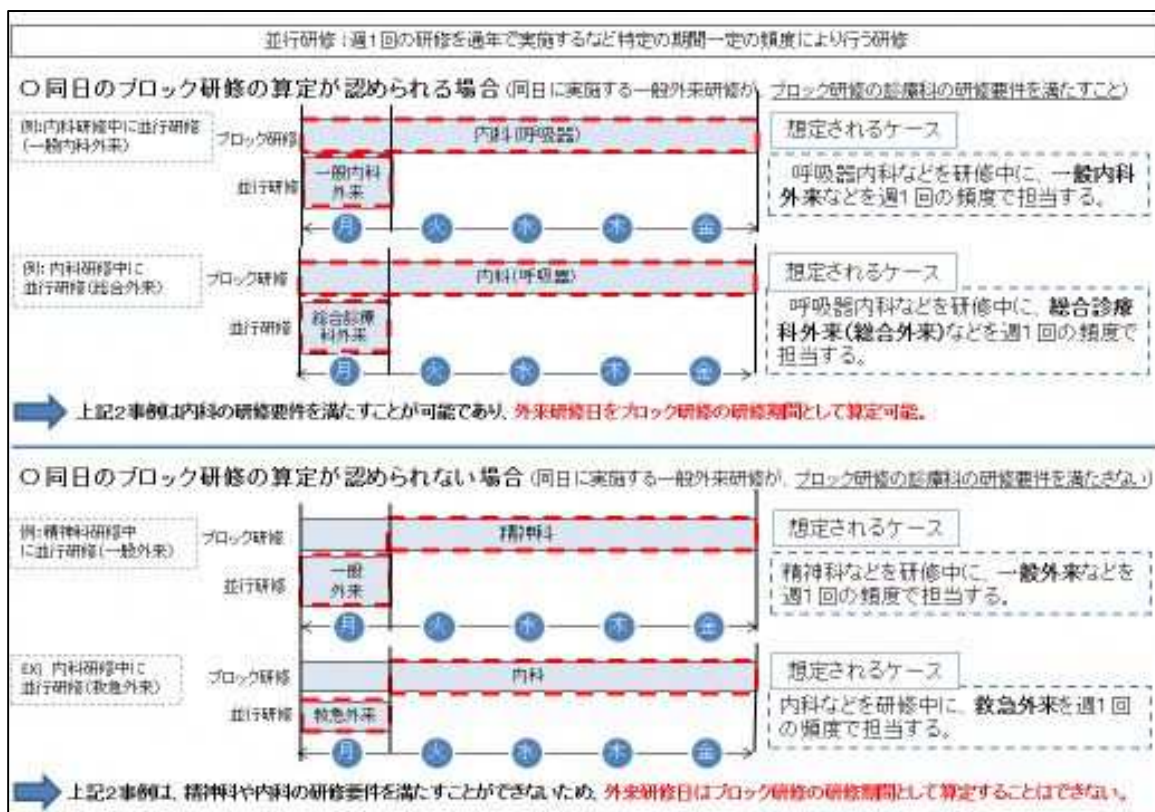 並行研修：週1回の研修を通年で実施するなど特定の期間一定の頻度により行う研修
○同日のブロック研修の算定が認められる場合(同日に実施する一般外来研修が、ブロック研修の診療科の研修要件を満たすこと)
例:内科研修中に並行研修
(一般内科外来)
ブロック研修
内科(呼吸器)
並行研修
一般内科
外来
月 火 水 木 金
想定されるケース
呼吸器内科などを研修中に、一般内科
外来などを週1回の頻度で担当する。
例: 内科研修中に
並行研修(総合外来)
ブロック研修
内科(呼吸器)
並行研修
総合診療
科外来
月 火 水 木 金
想定されるケース
呼吸器内科などを研修中に、総合診療
科外来(総合外来)などを週1回の頻度で
担当する。
上記2事例は内科の研修要件を満たすことが可能であり、外来研修日をブロック研修の研修期間として算定可能。
○同日のブロック研修の算定が認められない場合(同日に実施する一般外来研修が、ブロック研修の診療科の研修要件を満たさない)
例:精神科研修中
に並行研修(一般外来)
ブロック研修
精神科
並行研修
一般
外来
月 火 水 木 金
想定されるケース
精神科などを研修中に、一般外来などを
週1回の頻度で担当する。
EX) 内科研修中に
並行研修(救急外来)
ブロック研修
内科
並行研修
救急外来
月 火 水 木 金
想定されるケース
内科などを研修中に、救急外来を週1回
の頻度で担当する。
上記2事例は、精神科や内科の研修要件を満たすことができないため、外来研修日はブロック研修の研修期間として算定することはできない。